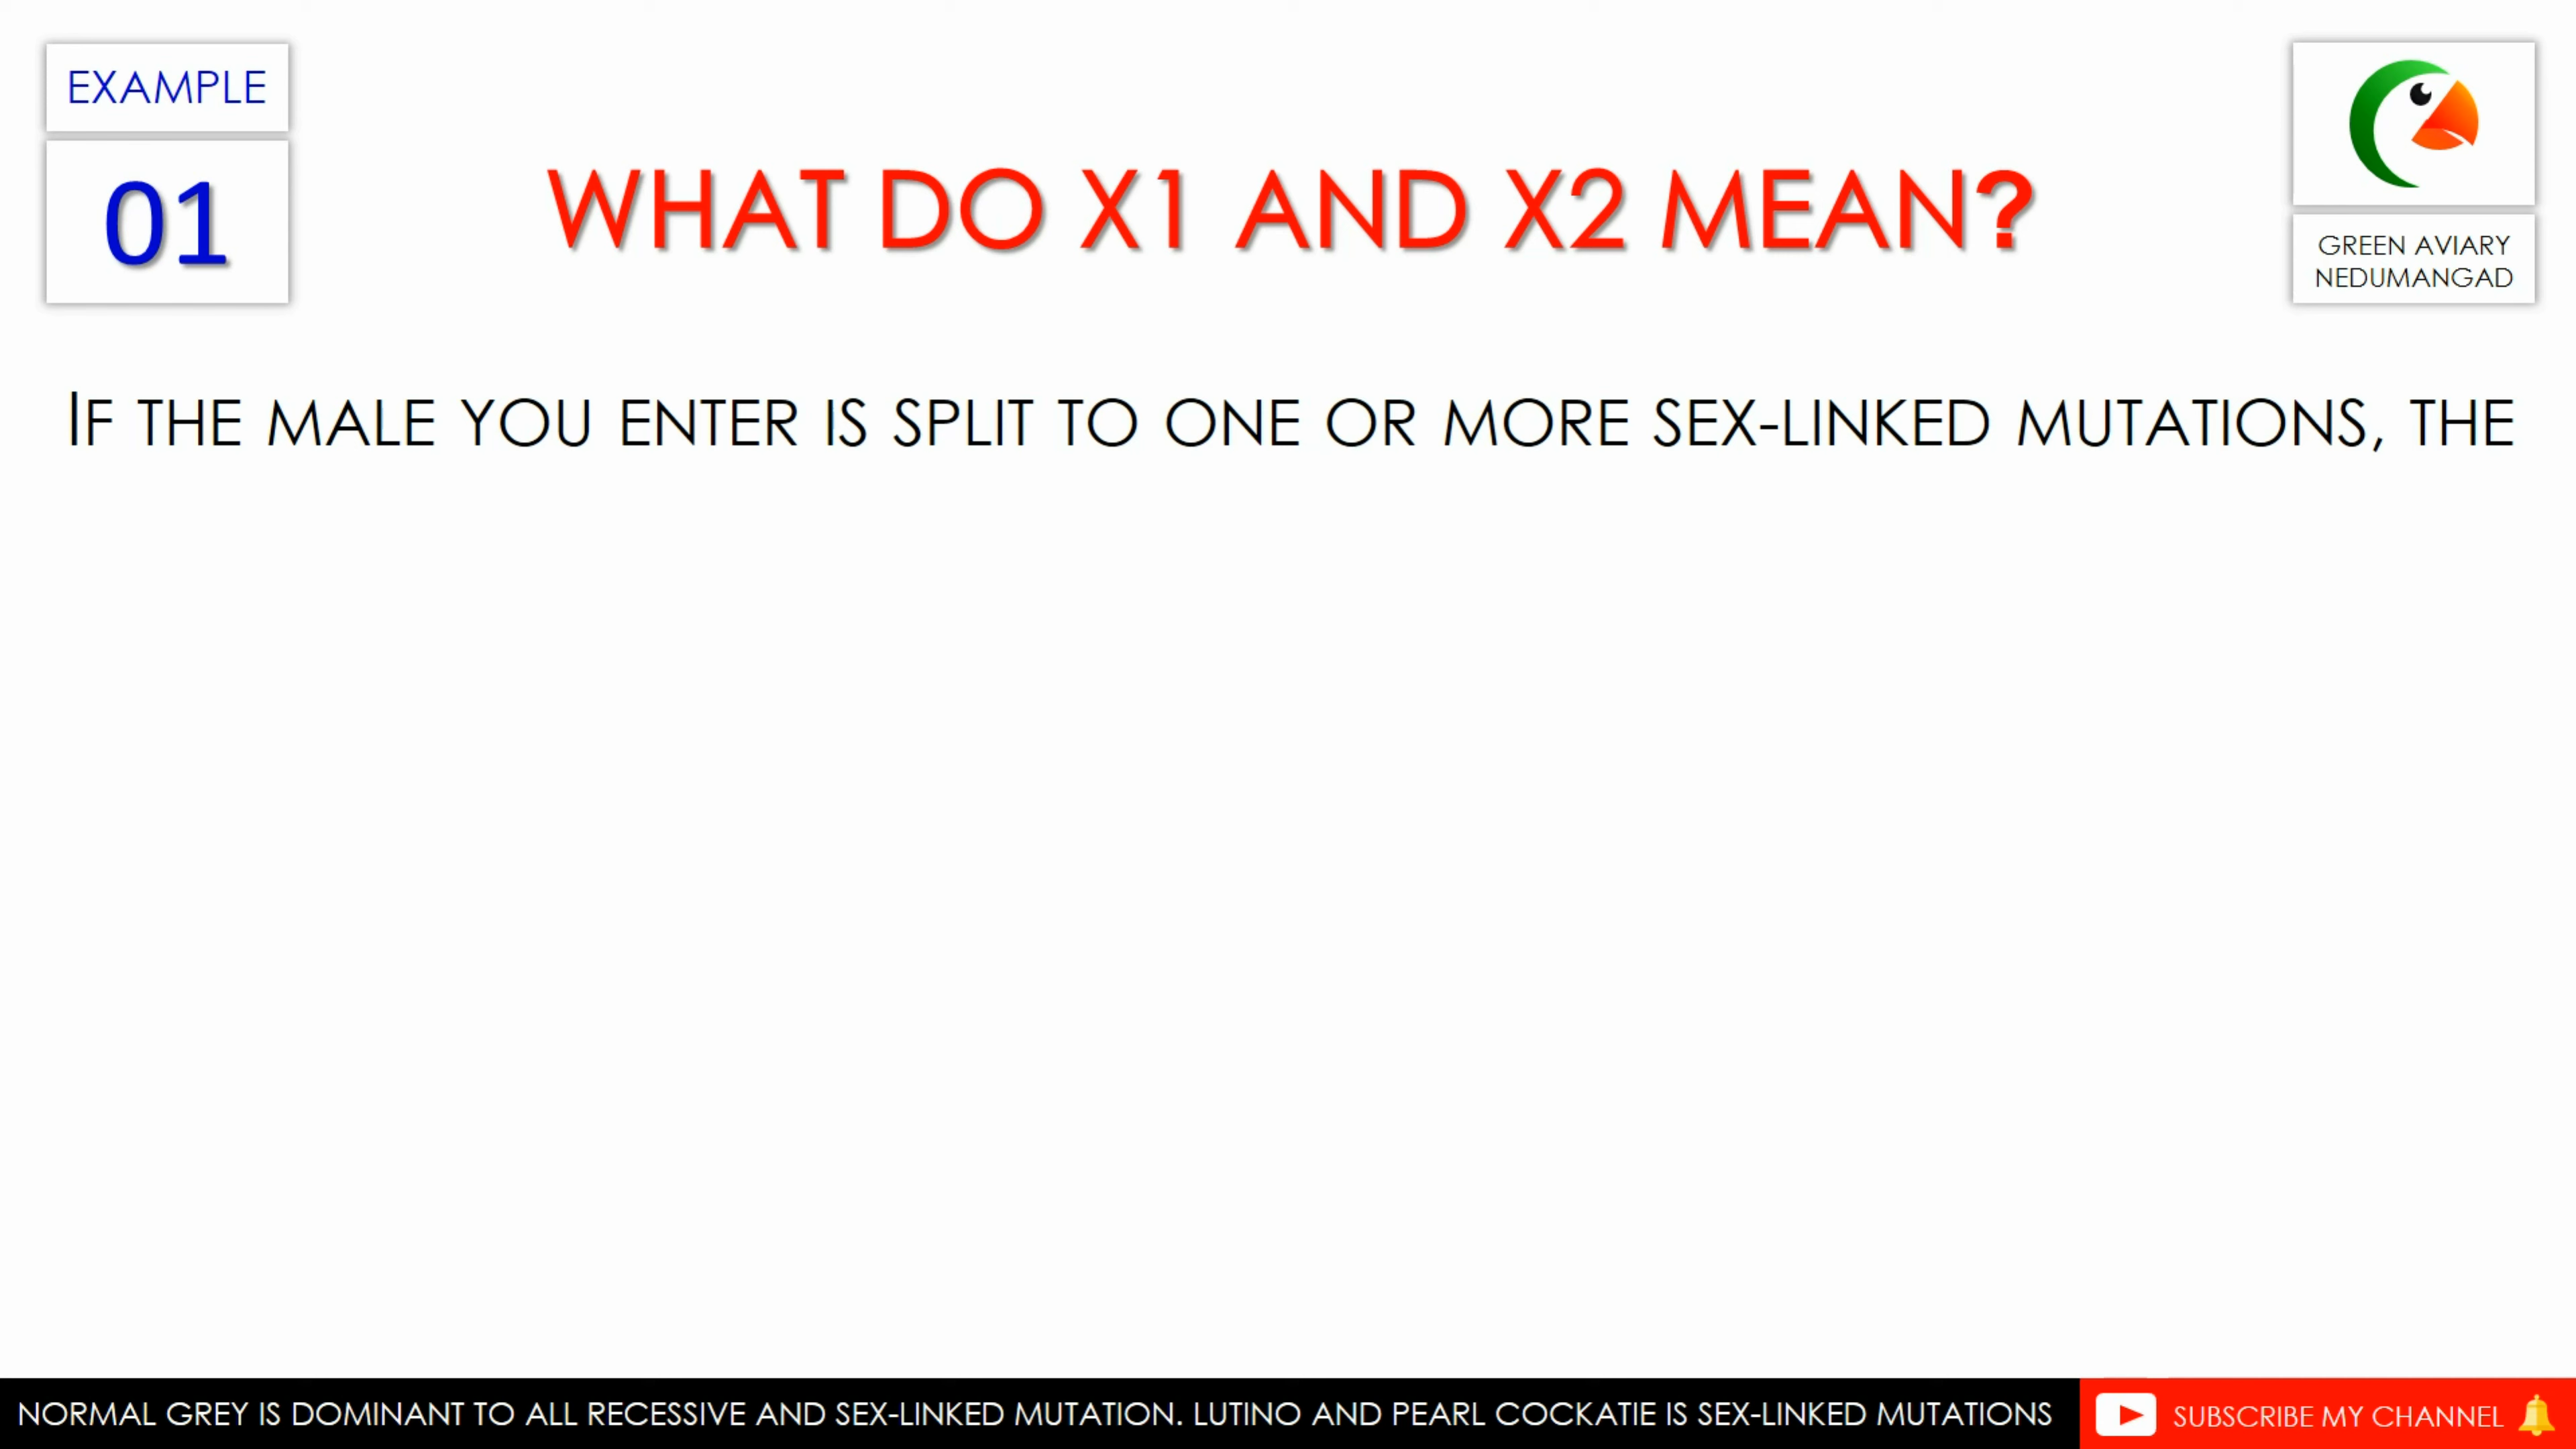 EXAMPLE
01
WHAT DO X1 AND X2 MEAN?
GREEN AVIARY
NEDUMANGAD
IF THE MALE YOU ENTER IS SPLIT TO ONE OR MORE SEX-LINKED MUTATIONS, THE
NORMAL GREY IS DOMINANT TO ALL RECESSIVE AND SEX-LINKED MUTATION. LUTINO AND PEARL COCKATIE IS SEX-LINKED MUTATIONS
SUBSCRIBE MY CHANNEL